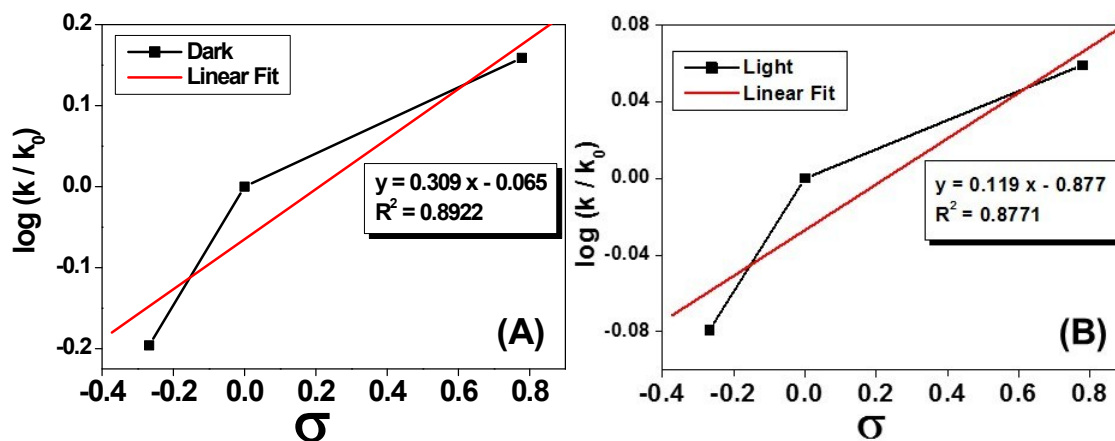 0.2
0.1
0.0
-0.1
-0.2
log (k / k0)
Dark
Linear Fit
y = 0.309 x - 0.065
R² = 0.8922
(A)
-0.4 -0.2 0.0 0.2 0.4 0.6 0.8
σ
0.08
0.04
0.00
-0.04
-0.08
log (k / k0)
Light
Linear Fit
y = 0.119 x - 0.877
R² = 0.8771
(B)
-0.4 -0.2 0.0 0.2 0.4 0.6 0.8
σ